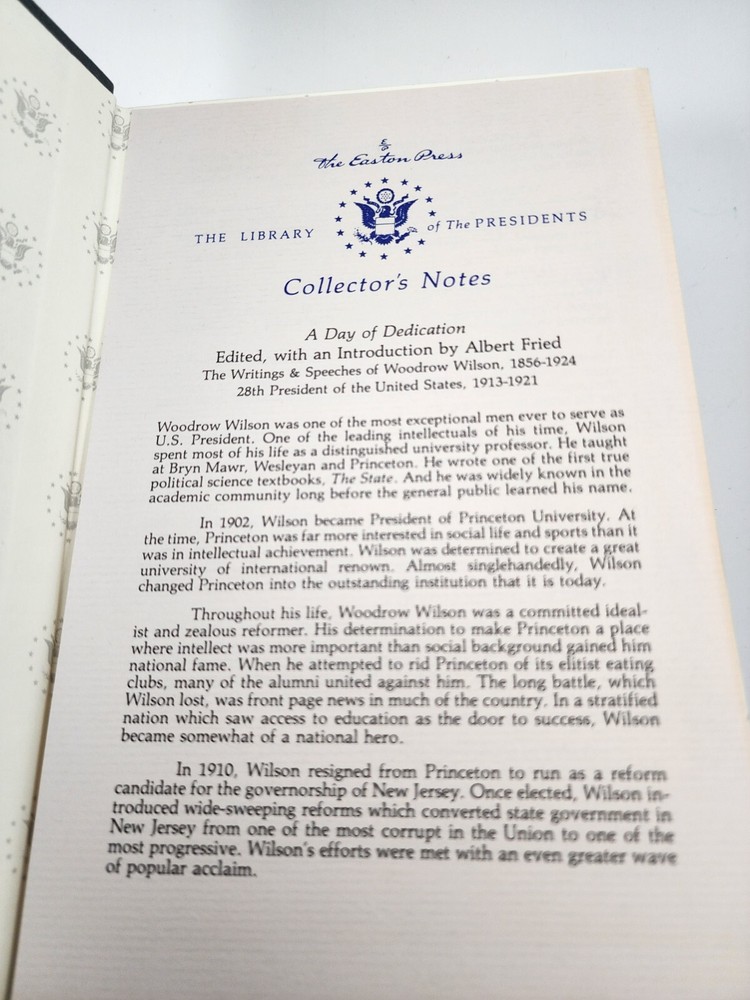 The Easton Press
THE LIBRARY of The PRESIDENTS
Collector's Notes
A Day of Dedication
Edited, with an Introduction by Albert Fried
The Writings & Speeches of Woodrow Wilson, 1856-1924
28th President of the United States, 1913-1921
Woodrow Wilson was one of the most exceptional men ever to serve as
U.S. President. One of the leading intellectuals of his time, Wilson
spent most of his life as a distinguished university professor. He taught
at Bryn Mawr, Wesleyan and Princeton. He wrote one of the first true
political science textbooks, The State. And he was widely known in the
academic community long before the general public learned his name.
In 1902, Wilson became President of Princeton University. At
the time, Princeton was far more interested in social life and sports than it
was in intellectual achievement. Wilson was determined to create a great
university of international renown. Almost singlehandedly, Wilson
changed Princeton into the outstanding institution that it is today.
Throughout his life, Woodrow Wilson was a committed ideal-
ist and zealous reformer. His determination to make Princeton a place
where intellect was more important than social background gained him
national fame. When he attempted to rid Princeton of its elitist eating
clubs, many of the alumni united against him. The long battle, which
Wilson lost, was front page news in much of the country. In a stratified
nation which saw access to education as the door to success, Wilson
became somewhat of a national hero.
In 1910, Wilson resigned from Princeton to run as a reform
candidate for the governorship of New Jersey. Once elected, Wilson in-
troduced wide-sweeping reforms which converted state government in
New Jersey from one of the most corrupt in the Union to one of the
most progressive. Wilson's efforts were met with an even greater wave
of popular acclaim.